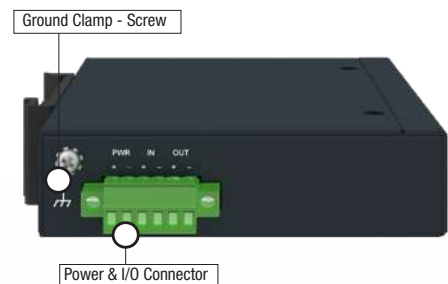 Ground Clamp - Screw
PWR IN OUT
+ - + - + -
Power & I/O Connector